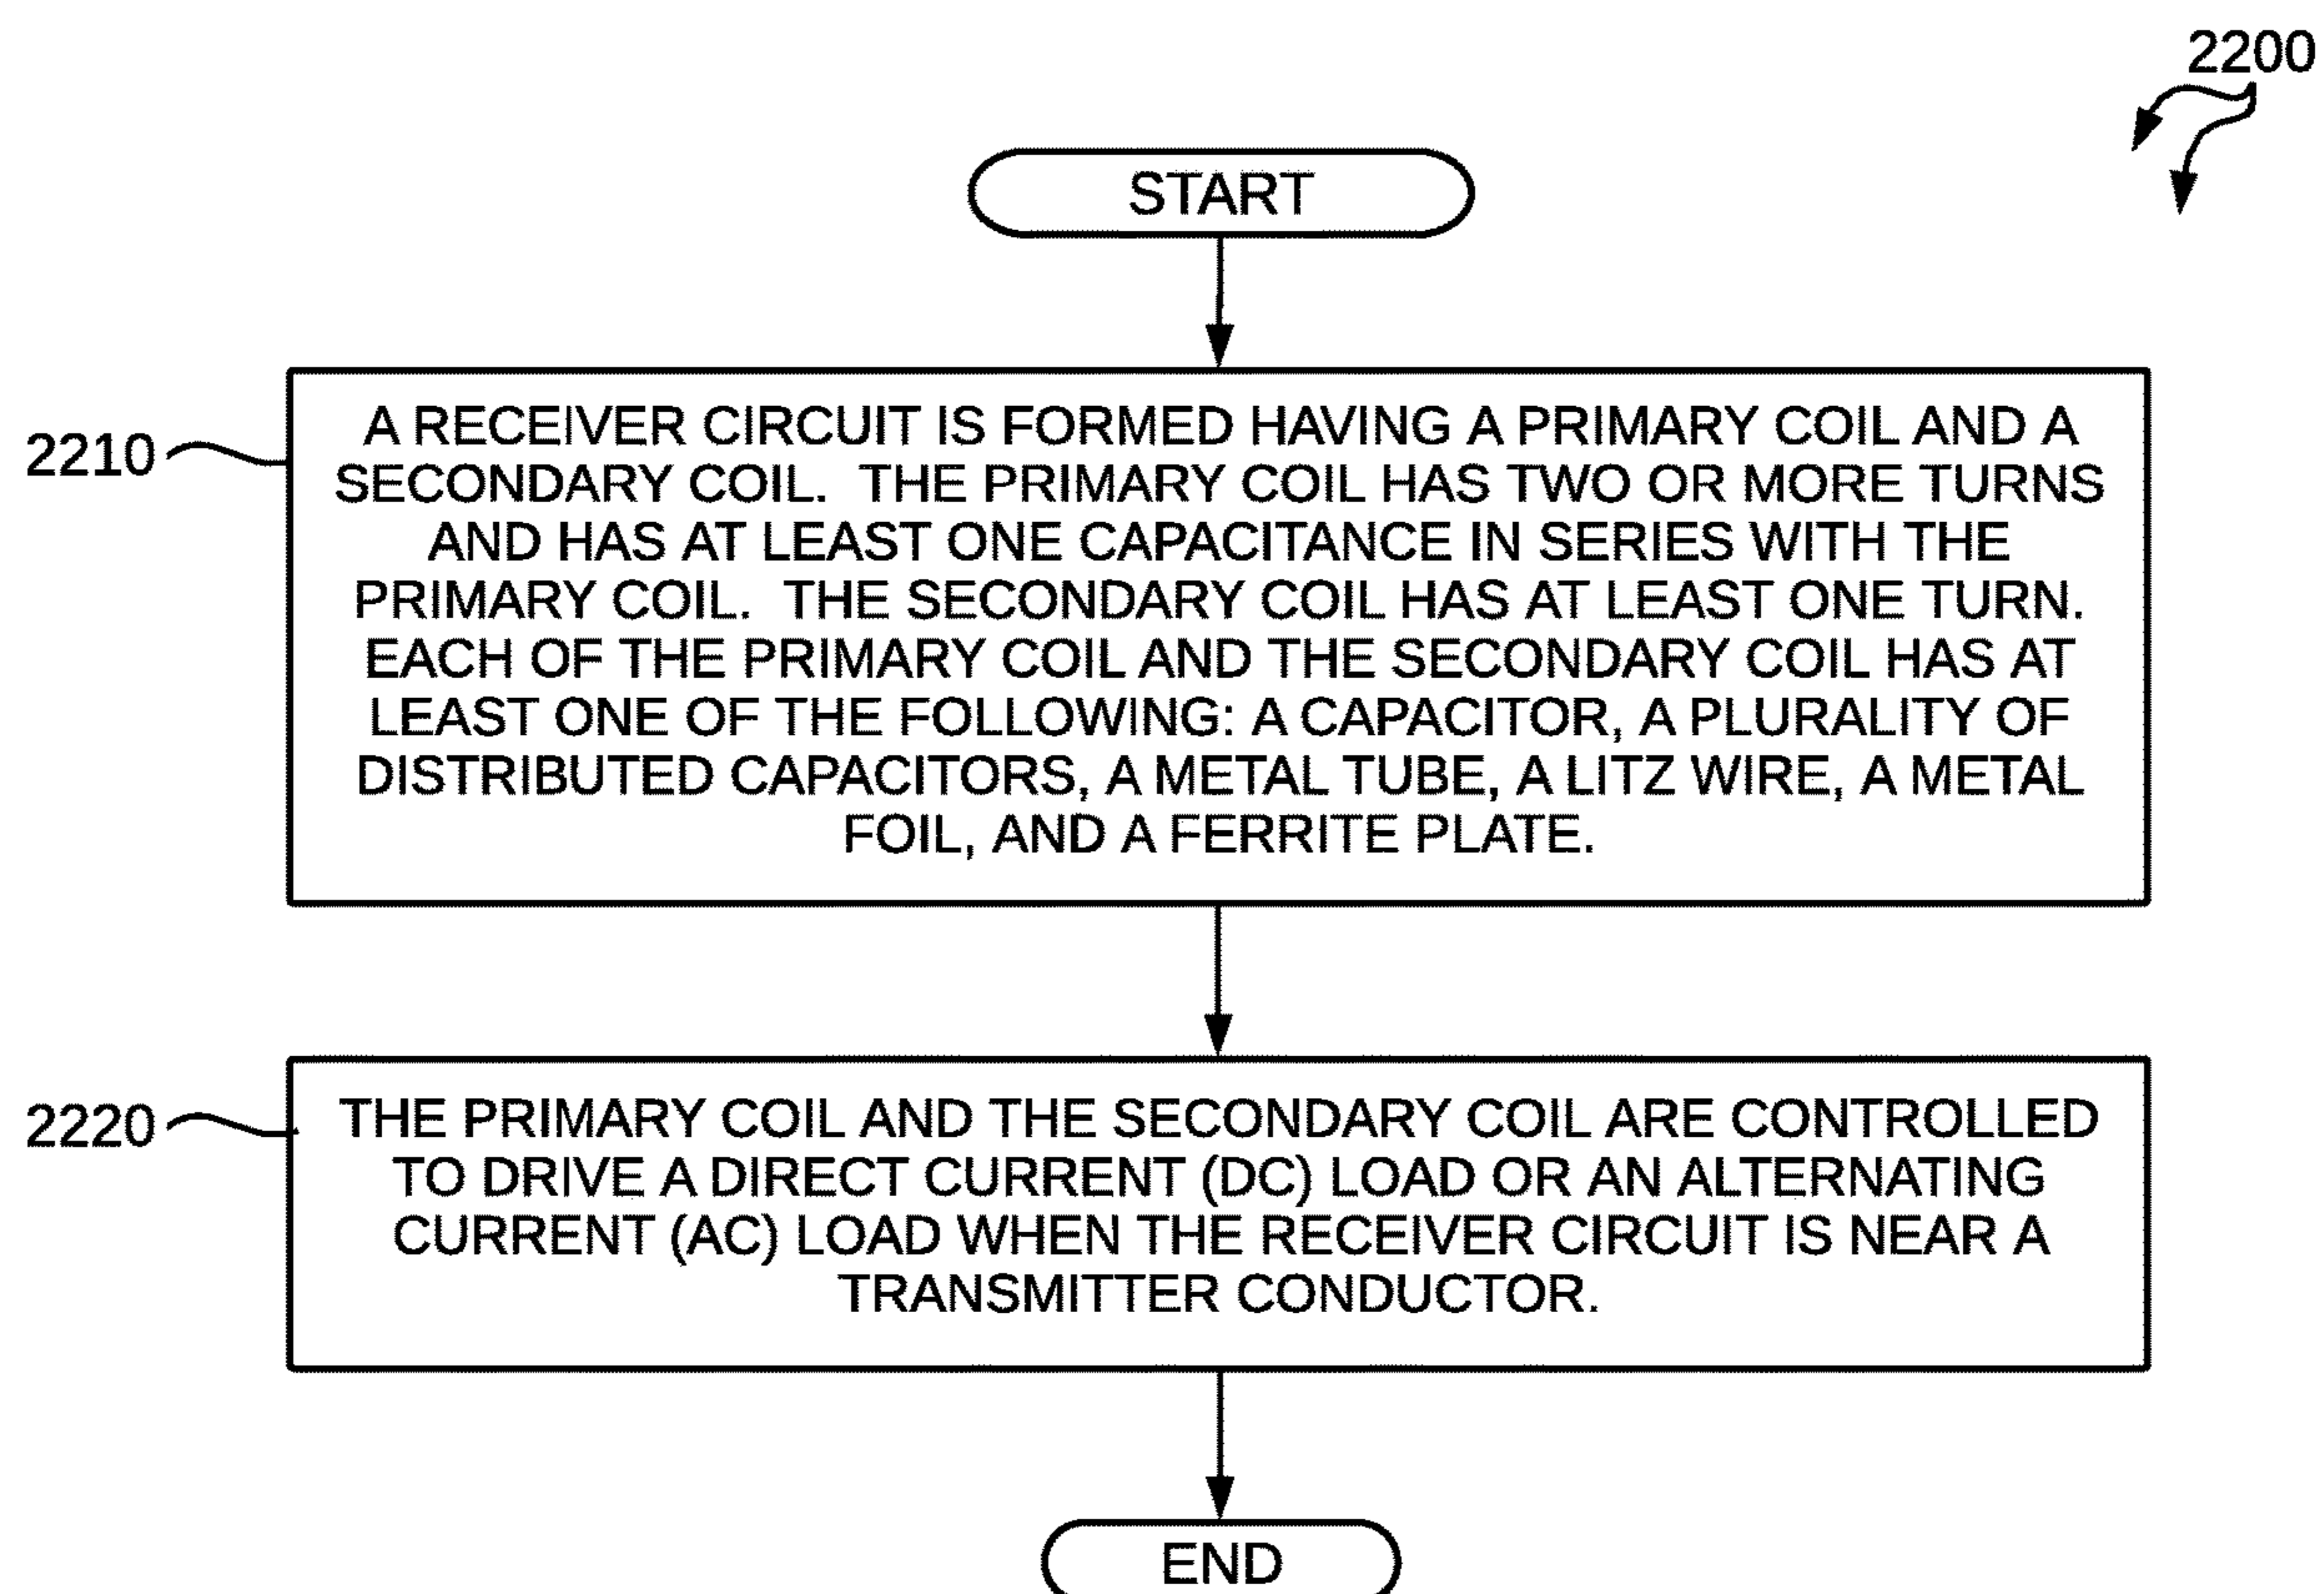 2200
START
2210
A RECEIVER CIRCUIT IS FORMED HAVING A PRIMARY COIL AND A
SECONDARY COIL. THE PRIMARY COIL HAS TWO OR MORE TURNS
AND HAS AT LEAST ONE CAPACITANCE IN SERIES WITH THE
PRIMARY COIL. THE SECONDARY COIL HAS AT LEAST ONE TURN.
EACH OF THE PRIMARY COIL AND THE SECONDARY COIL HAS AT
LEAST ONE OF THE FOLLOWING: A CAPACITOR, A PLURALITY OF
DISTRIBUTED CAPACITORS, A METAL TUBE, A LITZ WIRE, A METAL
FOIL, AND A FERRITE PLATE.
2220
THE PRIMARY COIL AND THE SECONDARY COIL ARE CONTROLLED
TO DRIVE A DIRECT CURRENT (DC) LOAD OR AN ALTERNATING
CURRENT (AC) LOAD WHEN THE RECEIVER CIRCUIT IS NEAR A
TRANSMITTER CONDUCTOR.
END